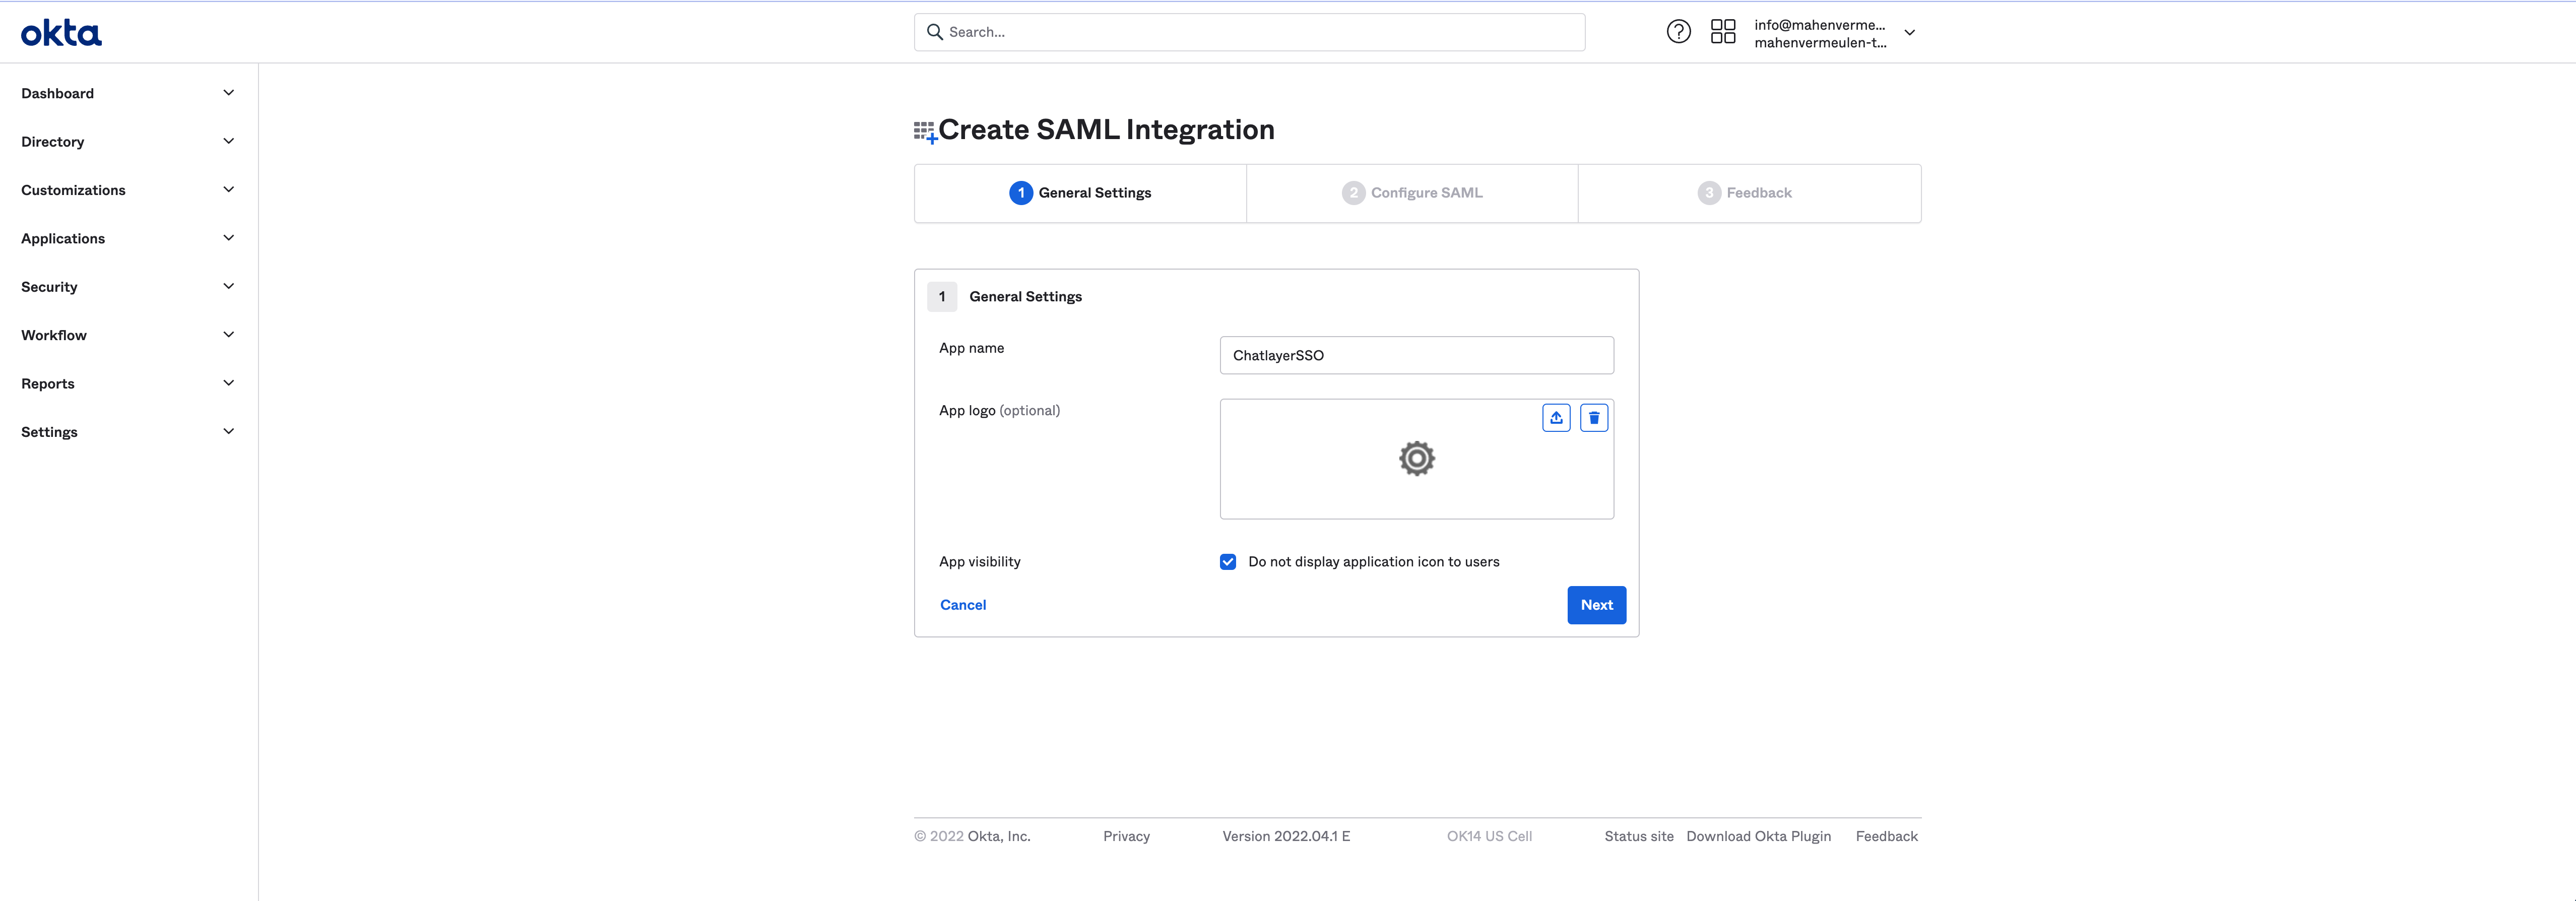 okta
Search...
info@mahenverme...
mahenvermeulen-t...
Dashboard
Directory
Customizations
Applications
Security
Workflow
Reports
Settings
Create SAML Integration
1 General Settings
2 Configure SAML
3 Feedback
1 General Settings
App name
ChatlayerSSO
App logo (optional)
App visibility
Do not display application icon to users
Cancel
Next
© 2022 Okta, Inc. Privacy Version 2022.04.1 E OK14 US Cell Status site Download Okta Plugin Feedback